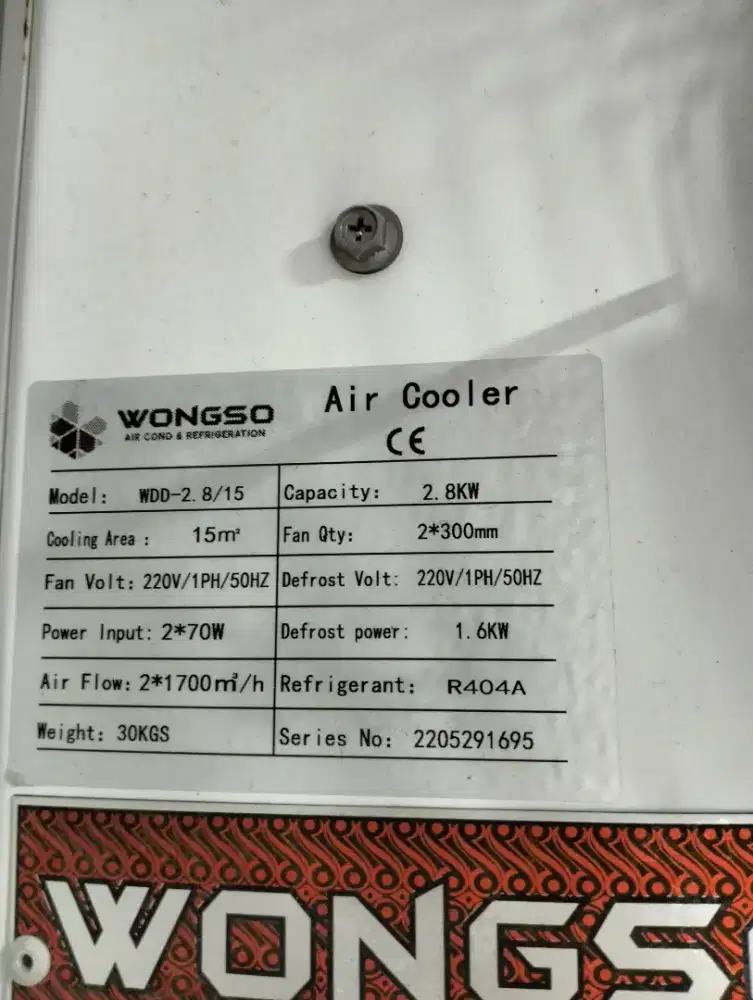 WONGSO
AIR COND & REFRIGERATION
Air Cooler
CE
Model: WDD-2.8/15
Capacity: 2.8KW
Cooling Area : 15m²
Fan Qty: 2*300mm
Fan Volt: 220V/1PH/50HZ
Defrost Volt: 220V/1PH/50HZ
Power Input: 2*70W
Defrost power: 1.6KW
Air Flow: 2*1700㎥/h
Refrigerant: R404A
Weight: 30KGS
Series No: 2205291695
WONGS